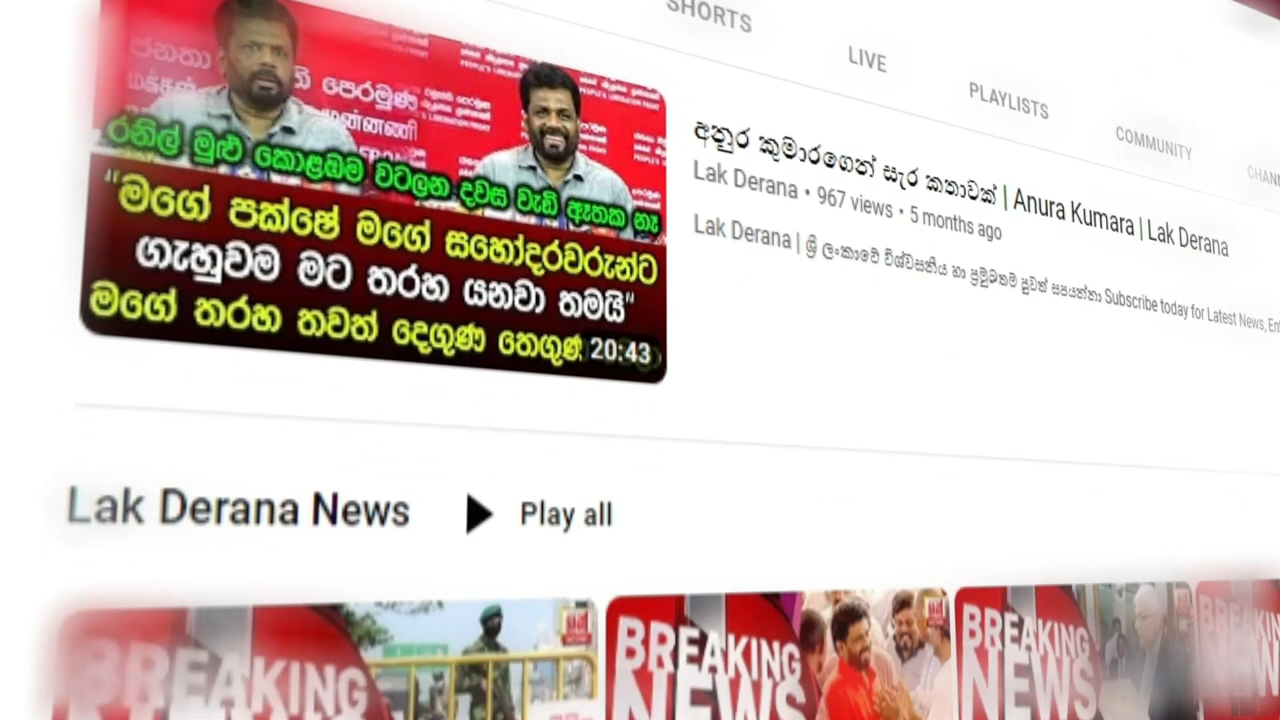 SHORTS
LIVE
PLAYLISTS
COMMUNITY
ජනතා
පෙරමුණ
රනිල් මුළු කොළඹම වටලන දවස වැඩි ඈතක නෑ
“මගේ පක්ෂේ මගේ සහෝදරවරුන්ට
ගැහුවම මට තරහ යනවා තමයි"
මගේ තරහ තවත් දෙගුණ තෙගුණ
20:43
අනුර කුමාරගෙන් සැර කතාවක් | Anura Kumara | Lak Derana
Lak Derana • 967 views • 5 months ago
Lak Derana | ශ්‍රී ලංකාවේ විශ්වසනීය හා ප්‍රමුඛතම පුවත් සපයන්නා Subscribe today for Latest News,
Lak Derana News
Play all
BREAKING NEWS
BREAKING NEWS
BREAKING NEWS